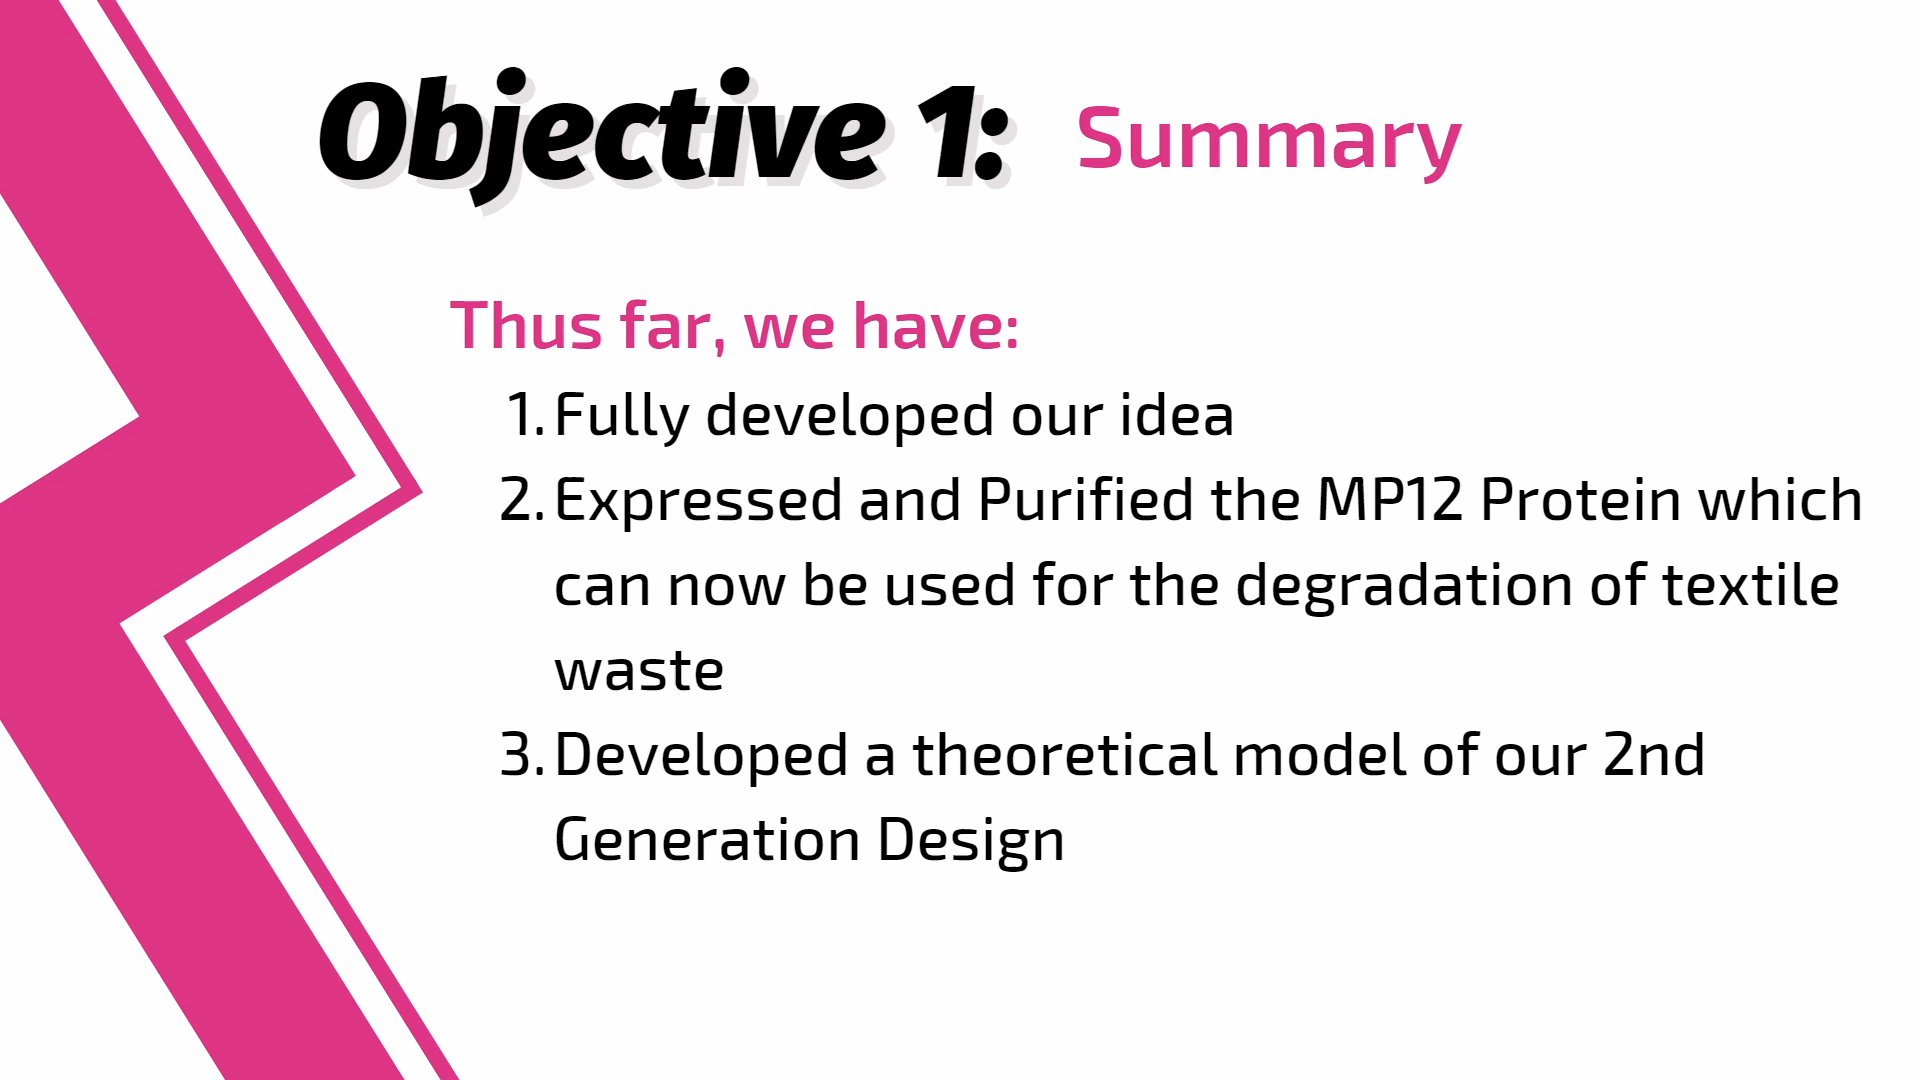 Objective 1: Summary
Thus far, we have:
1. Fully developed our idea
2. Expressed and Purified the MP12 Protein which
can now be used for the degradation of textile
waste
3. Developed a theoretical model of our 2nd
Generation Design